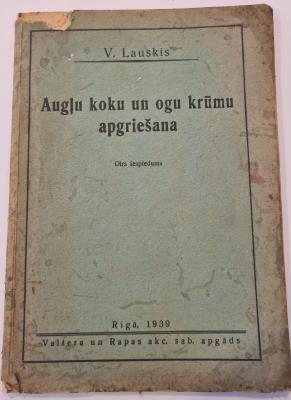 V. Lauskis
Augļu koku un ogu krūmu
apgriešana
Otrs iespiedums
Rīgā, 1939
Valtera un Rapas akc. sab. apgāds